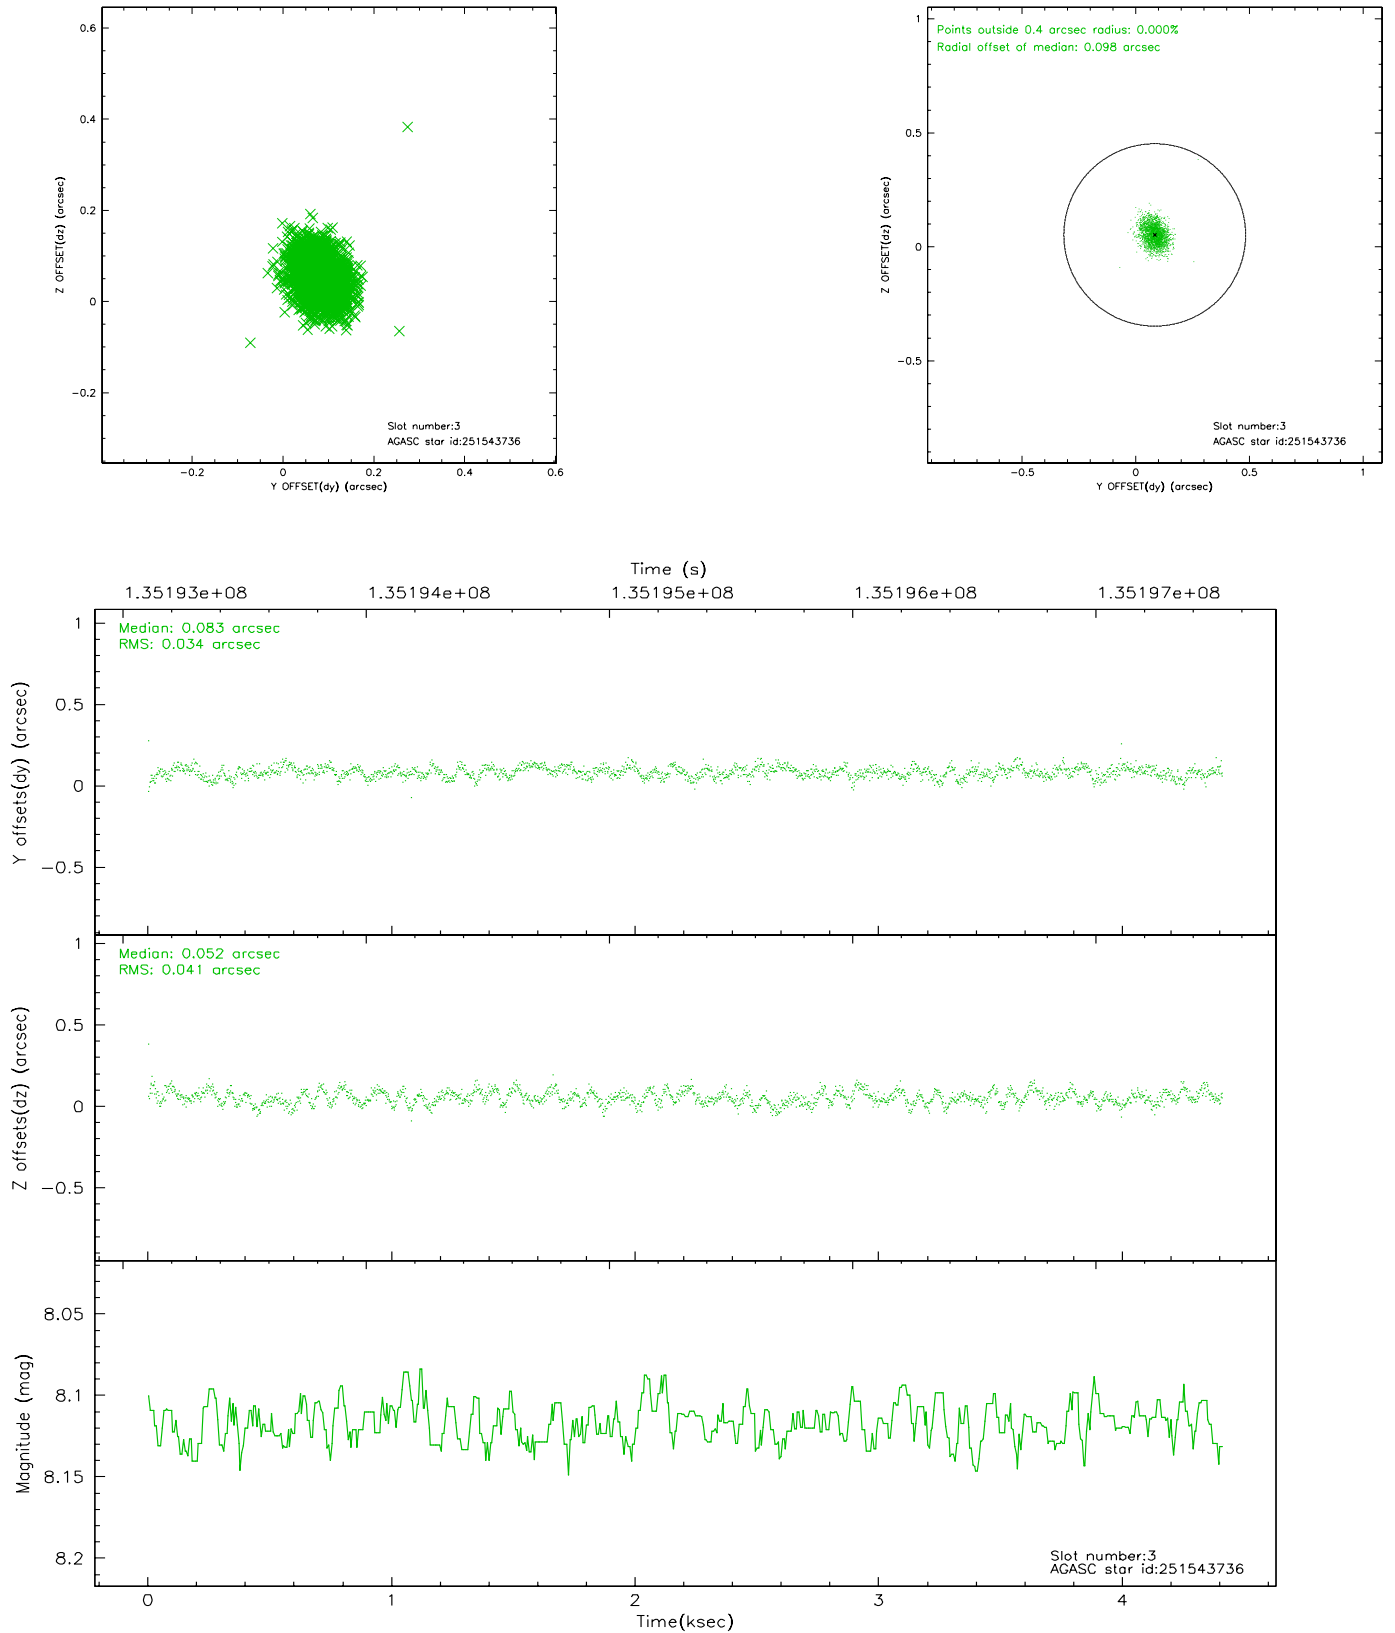 0.6
0.4
0.2
0
−0.2
Z OFFSET(dz) (arcsec)
Slot number:3
AGASC star id:251543736
−0.2 0 0.2 0.4 0.6
Y OFFSET(dy) (arcsec)
Points outside 0.4 arcsec radius: 0.000%
Radial offset of median: 0.098 arcsec
1
0.5
0
−0.5
Z OFFSET(dz) (arcsec)
Slot number:3
AGASC star id:251543736
−0.5 0 0.5 1
Y OFFSET(dy) (arcsec)
Time (s)
1.35193e+08 1.35194e+08 1.35195e+08 1.35196e+08 1.35197e+08
Median: 0.083 arcsec
RMS: 0.034 arcsec
1
0.5
0
−0.5
Y offsets(dy) (arcsec)
Median: 0.052 arcsec
RMS: 0.041 arcsec
1
0.5
0
−0.5
Z offsets(dz) (arcsec)
8.05
8.1
8.15
8.2
Magnitude (mag)
Slot number:3
AGASC star id:251543736
0 1 2 3 4
Time(ksec)